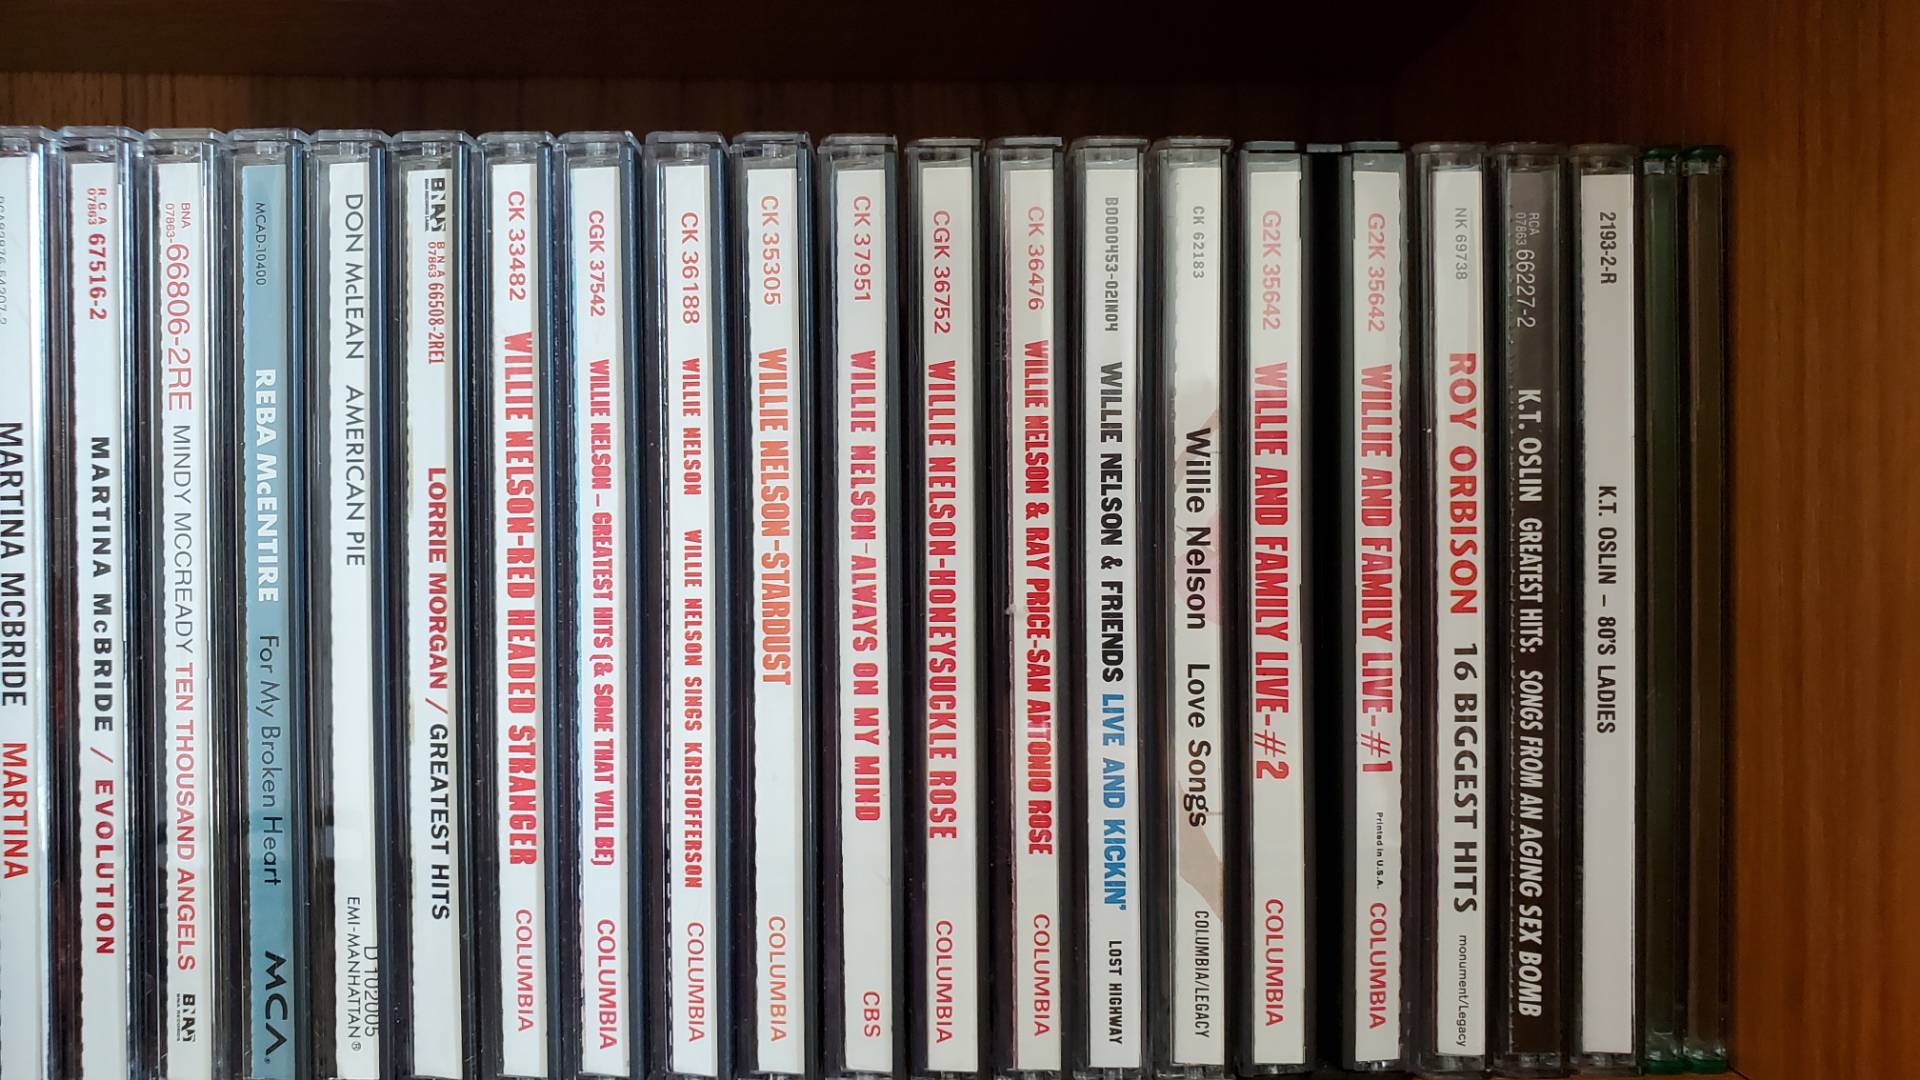 MARTINA MCBRIDE MARTINA
RCA 07863 67516-2 MARTINA McBRIDE / EVOLUTION
BNA 07863-66806-2RE MINDY MCCREADY TEN THOUSAND ANGELS BNA
MCAD-10400 REBA McENTIRE For My Broken Heart MCA®
DON McLEAN AMERICAN PIE EMI-MANHATTAN® D 102005
BNA BNA 07863 66508-2RE1 LORRIE MORGAN / GREATEST HITS
CK 33482 WILLIE NELSON-RED HEADED STRANGER COLUMBIA
CGK 37542 WILLIE NELSON–GREATEST HITS (& SOME THAT WILL BE) COLUMBIA
CK 36188 WILLIE NELSON WILLIE NELSON SINGS KRISTOFFERSON COLUMBIA
CK 35305 WILLIE NELSON-STARDUST COLUMBIA
CK 37951 WILLIE NELSON-ALWAYS ON MY MIND CBS
CGK 36752 WILLIE NELSON-HONEYSUCKLE ROSE COLUMBIA
CK 36476 WILLIE NELSON & RAY PRICE-SAN ANTONIO ROSE COLUMBIA
B0000453-02IN04 WILLIE NELSON & FRIENDS LIVE AND KICKIN' LOST HIGHWAY
CK 62183 Willie Nelson Love Songs COLUMBIA/LEGACY
G2K 35642 WILLIE AND FAMILY LIVE-#2 COLUMBIA
G2K 35642 WILLIE AND FAMILY LIVE-#1 Printed in U.S.A. COLUMBIA
NK 69738 ROY ORBISON 16 BIGGEST HITS monument/Legacy
RCA 07863 66227-2 K.T. OSLIN GREATEST HITS: SONGS FROM AN AGING SEX BOMB
2193-2-R K.T. OSLIN – 80'S LADIES